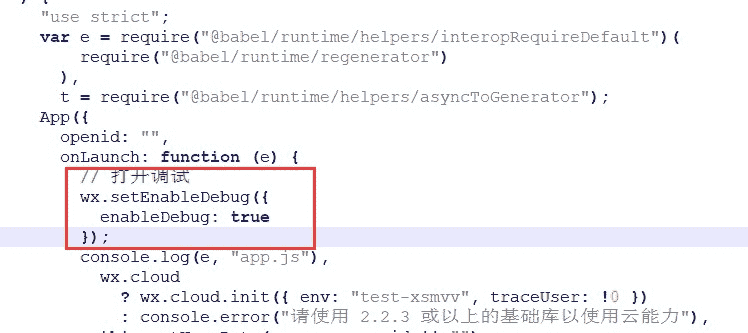 "use strict";
var e = require("@babel/runtime/helpers/interopRequireDefault")(
require("@babel/runtime/regenerator")
),
t = require("@babel/runtime/helpers/asyncToGenerator");
App({
openid: "",
onLaunch: function (e) {
// 打开调试
wx.setEnableDebug({
enableDebug: true
});
console.log(e, "app.js"),
wx.cloud
? wx.cloud.init({ env: "test-xsmvv", traceUser: !0 })
: console.error("请使用 2.2.3 或以上的基础库以使用云能力"),